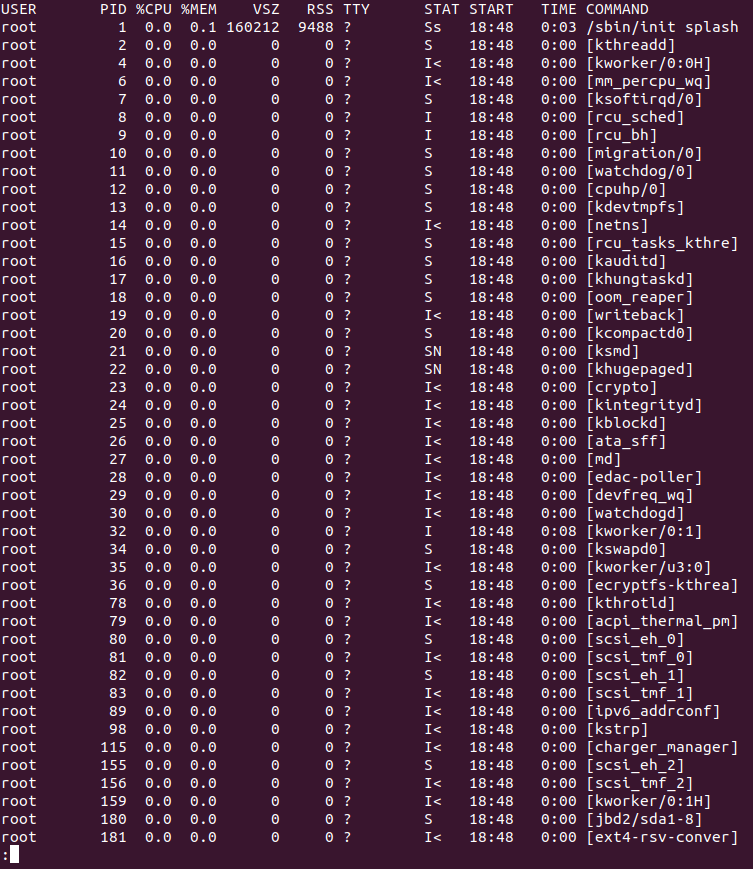 USER       PID %CPU %MEM    VSZ   RSS TTY      STAT START   TIME COMMAND
root         1  0.0  0.1 160212  9488 ?        Ss   18:48   0:03 /sbin/init splash
root         2  0.0  0.0      0     0 ?        S    18:48   0:00 [kthreadd]
root         4  0.0  0.0      0     0 ?        I<   18:48   0:00 [kworker/0:0H]
root         6  0.0  0.0      0     0 ?        I<   18:48   0:00 [mm_percpu_wq]
root         7  0.0  0.0      0     0 ?        S    18:48   0:00 [ksoftirqd/0]
root         8  0.0  0.0      0     0 ?        I    18:48   0:00 [rcu_sched]
root         9  0.0  0.0      0     0 ?        I    18:48   0:00 [rcu_bh]
root        10  0.0  0.0      0     0 ?        S    18:48   0:00 [migration/0]
root        11  0.0  0.0      0     0 ?        S    18:48   0:00 [watchdog/0]
root        12  0.0  0.0      0     0 ?        S    18:48   0:00 [cpuhp/0]
root        13  0.0  0.0      0     0 ?        S    18:48   0:00 [kdevtmpfs]
root        14  0.0  0.0      0     0 ?        I<   18:48   0:00 [netns]
root        15  0.0  0.0      0     0 ?        S    18:48   0:00 [rcu_tasks_kthre]
root        16  0.0  0.0      0     0 ?        S    18:48   0:00 [kauditd]
root        17  0.0  0.0      0     0 ?        S    18:48   0:00 [khungtaskd]
root        18  0.0  0.0      0     0 ?        S    18:48   0:00 [oom_reaper]
root        19  0.0  0.0      0     0 ?        I<   18:48   0:00 [writeback]
root        20  0.0  0.0      0     0 ?        S    18:48   0:00 [kcompactd0]
root        21  0.0  0.0      0     0 ?        SN   18:48   0:00 [ksmd]
root        22  0.0  0.0      0     0 ?        SN   18:48   0:00 [khugepaged]
root        23  0.0  0.0      0     0 ?        I<   18:48   0:00 [crypto]
root        24  0.0  0.0      0     0 ?        I<   18:48   0:00 [kintegrityd]
root        25  0.0  0.0      0     0 ?        I<   18:48   0:00 [kblockd]
root        26  0.0  0.0      0     0 ?        I<   18:48   0:00 [ata_sff]
root        27  0.0  0.0      0     0 ?        I<   18:48   0:00 [md]
root        28  0.0  0.0      0     0 ?        I<   18:48   0:00 [edac-poller]
root        29  0.0  0.0      0     0 ?        I<   18:48   0:00 [devfreq_wq]
root        30  0.0  0.0      0     0 ?        I<   18:48   0:00 [watchdogd]
root        32  0.0  0.0      0     0 ?        I    18:48   0:08 [kworker/0:1]
root        34  0.0  0.0      0     0 ?        S    18:48   0:00 [kswapd0]
root        35  0.0  0.0      0     0 ?        I<   18:48   0:00 [kworker/u3:0]
root        36  0.0  0.0      0     0 ?        S    18:48   0:00 [ecryptfs-kthrea]
root        78  0.0  0.0      0     0 ?        I<   18:48   0:00 [kthrotld]
root        79  0.0  0.0      0     0 ?        I<   18:48   0:00 [acpi_thermal_pm]
root        80  0.0  0.0      0     0 ?        S    18:48   0:00 [scsi_eh_0]
root        81  0.0  0.0      0     0 ?        I<   18:48   0:00 [scsi_tmf_0]
root        82  0.0  0.0      0     0 ?        S    18:48   0:00 [scsi_eh_1]
root        83  0.0  0.0      0     0 ?        I<   18:48   0:00 [scsi_tmf_1]
root        89  0.0  0.0      0     0 ?        I<   18:48   0:00 [ipv6_addrconf]
root        98  0.0  0.0      0     0 ?        I<   18:48   0:00 [kstrp]
root       115  0.0  0.0      0     0 ?        I<   18:48   0:00 [charger_manager]
root       155  0.0  0.0      0     0 ?        S    18:48   0:00 [scsi_eh_2]
root       156  0.0  0.0      0     0 ?        I<   18:48   0:00 [scsi_tmf_2]
root       159  0.0  0.0      0     0 ?        I<   18:48   0:00 [kworker/0:1H]
root       180  0.0  0.0      0     0 ?        S    18:48   0:00 [jbd2/sda1-8]
root       181  0.0  0.0      0     0 ?        I<   18:48   0:00 [ext4-rsv-conver]
: